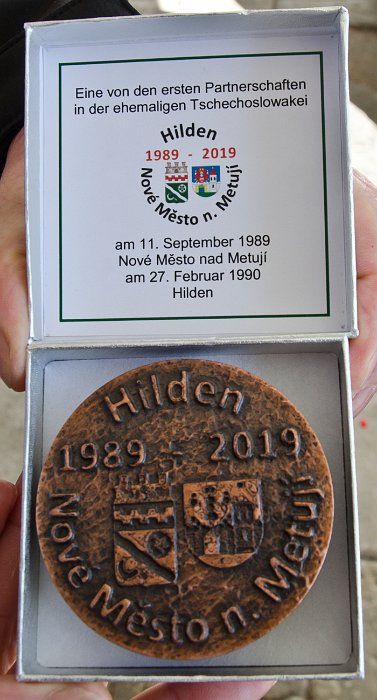 Eine von den ersten Partnerschaften
in der ehemaligen Tschechoslowakei
Hilden
1989 - 2019
Nové Město n. Metují
am 11. September 1989
Nové Město nad Metují
am 27. Februar 1990
Hilden
Hilden
1989 - 2019
Nové Město n. Metují